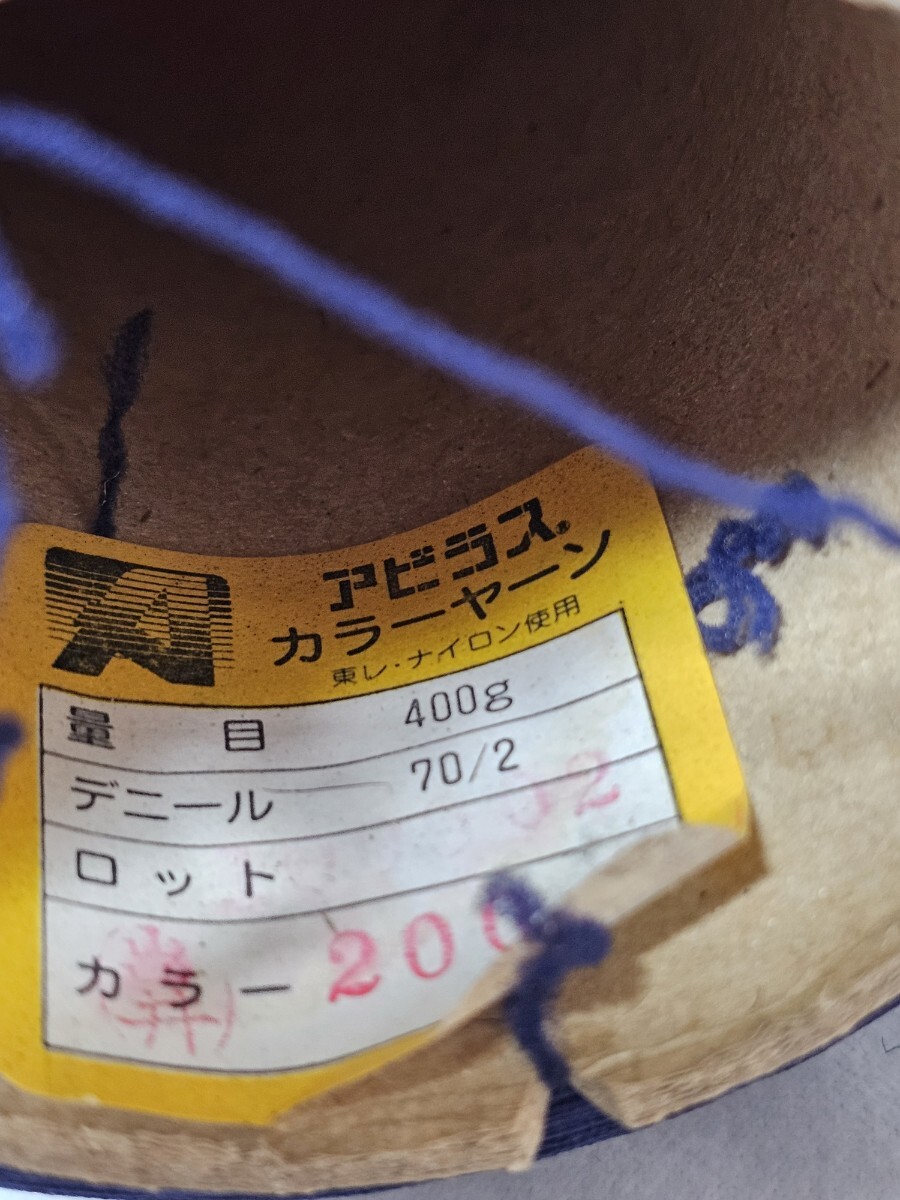 アビラス®
カラーヤーン
東レ・ナイロン使用
量目 400g
デニール 70/2
ロット 2
カラー 200